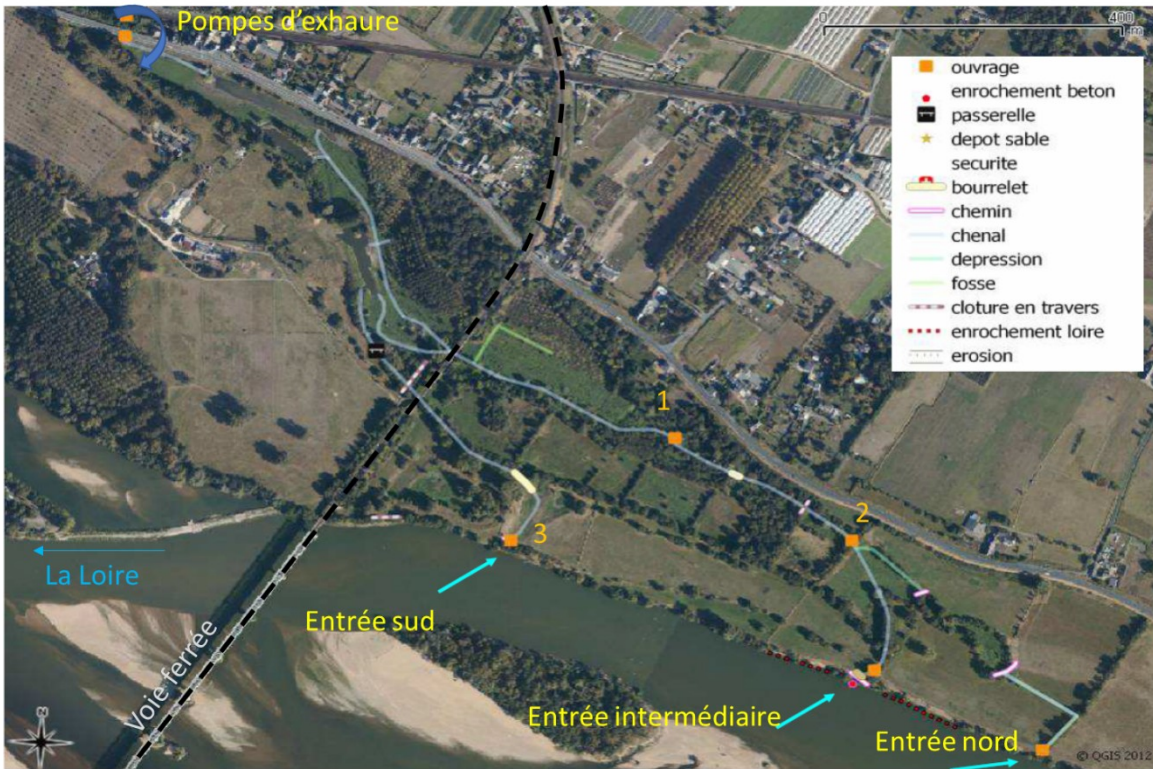 Pompes d'exhaure
0 400
1 m
ouvrage
enrochement beton
passerelle
depot sable
securite
bourrelet
chemin
chenal
depression
fosse
cloture en travers
enrochement loire
erosion
1
2
3
La Loire
Voie ferrée
Entrée sud
Entrée intermédiaire
Entrée nord
N
© QGIS 2012